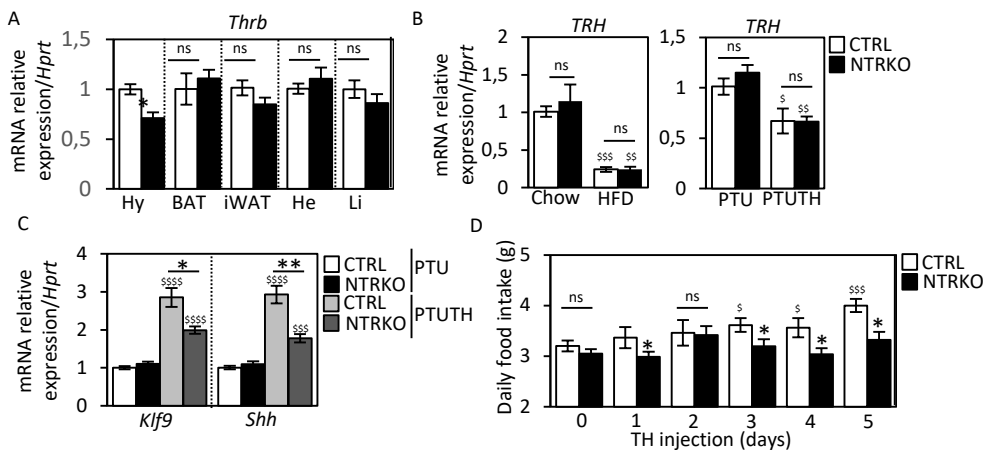 A
Thrb
mRNA relative
expression/Hprt
1,5
1
0,5
0
ns
ns
ns
ns
*
Hy
BAT
iWAT
He
Li
B
TRH
TRH
CTRL
NTRKO
mRNA relative
expression/Hprt
2
1,5
1
0,5
0
ns
ns
$$$
$$
Chow
HFD
1,5
1
0,5
0
ns
ns
$
$$
PTU
PTUTH
C
mRNA relative
expression/Hprt
4
3
2
1
0
*
$$$$
$$$$
**
$$$$
$$$
Klf9
Shh
CTRL
NTRKO
PTU
CTRL
NTRKO
PTUTH
D
Daily food intake (g)
5
4
3
2
ns
*
ns
$
*
$
*
$$$
*
CTRL
NTRKO
0
1
2
3
4
5
TH injection (days)